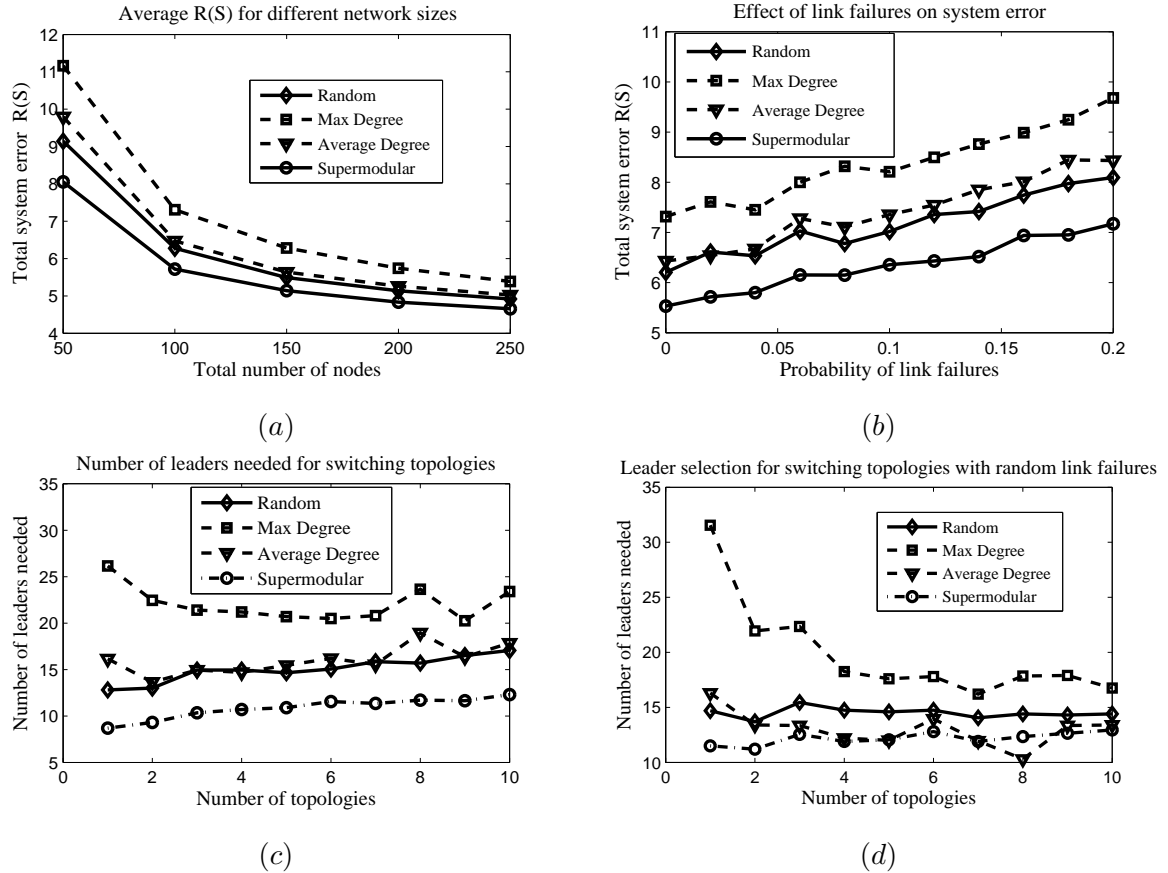 Average R(S) for different network sizes
12
11
10
9
8
7
6
5
4
50
100
150
200
250
Total system error R(S)
Total number of nodes
Random
Max Degree
Average Degree
Supermodular
(a)
Effect of link failures on system error
11
10
9
8
7
6
5
0
0.05
0.1
0.15
0.2
Total system error R(S)
Probability of link failures
Random
Max Degree
Average Degree
Supermodular
(b)
Number of leaders needed for switching topologies
35
30
25
20
15
10
5
0
2
4
6
8
10
Number of leaders needed
Number of topologies
Random
Max Degree
Average Degree
Supermodular
(c)
Leader selection for switching topologies with random link failures
35
30
25
20
15
10
0
2
4
6
8
10
Number of leaders needed
Number of topologies
Random
Max Degree
Average Degree
Supermodular
(d)